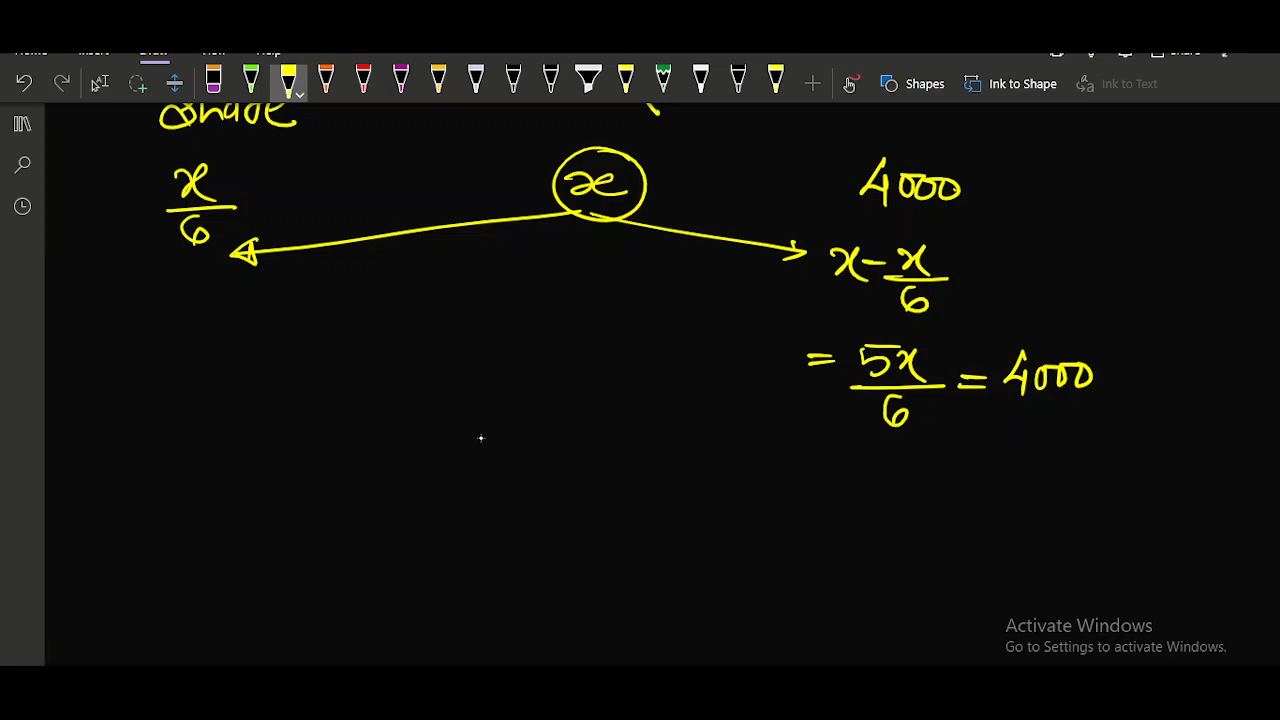 Shapes
Ink to Shape
Ink to Text
x/6
x
4000
x - x/6
= 5x/6 = 4000
Activate Windows
Go to Settings to activate Windows.